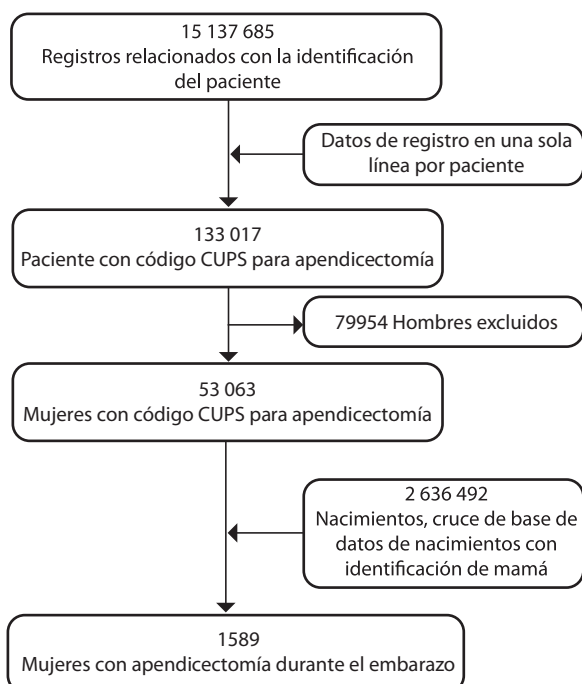 15 137 685
Registros relacionados con la identificación
del paciente
Datos de registro en una sola
línea por paciente
133 017
Paciente con código CUPS para apendicectomía
79954 Hombres excluidos
53 063
Mujeres con código CUPS para apendicectomía
2 636 492
Nacimientos, cruce de base de
datos de nacimientos con
identificación de mamá
1589
Mujeres con apendicectomía durante el embarazo